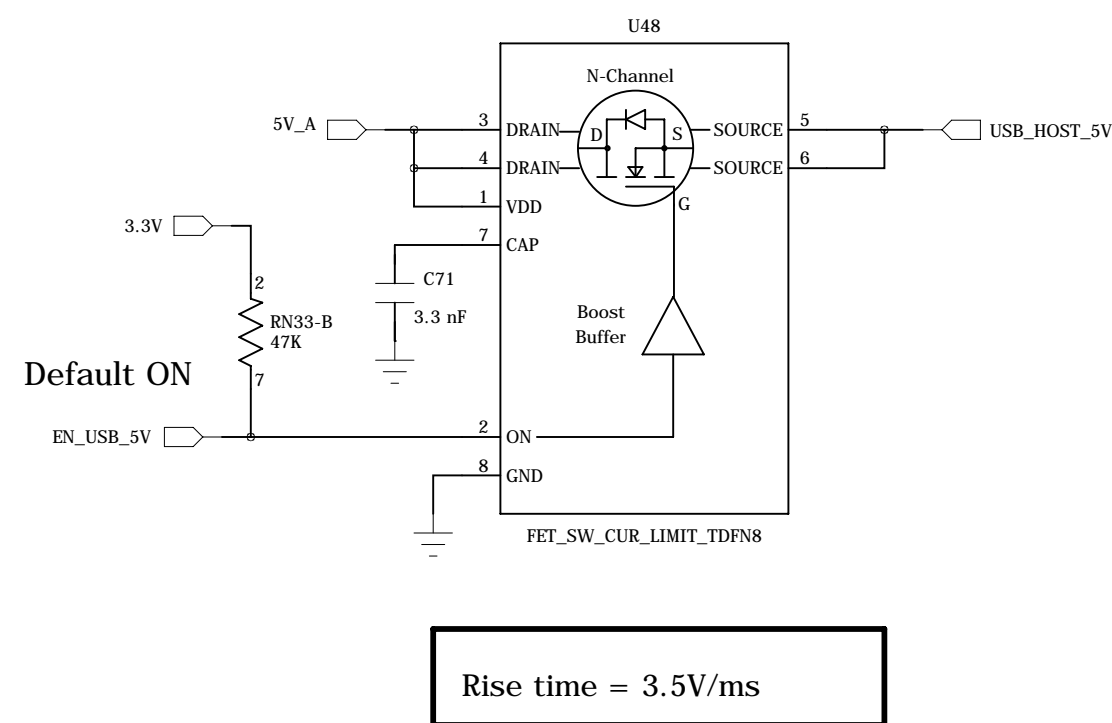 U48
N-Channel
5V_A
3
DRAIN
D
S
SOURCE
5
USB_HOST_5V
4
DRAIN
SOURCE
6
1
VDD
G
3.3V
7
CAP
2
C71
3.3 nF
RN33-B
47K
Boost
Buffer
Default ON
7
EN_USB_5V
2
ON
8
GND
FET_SW_CUR_LIMIT_TDFN8
Rise time = 3.5V/ms